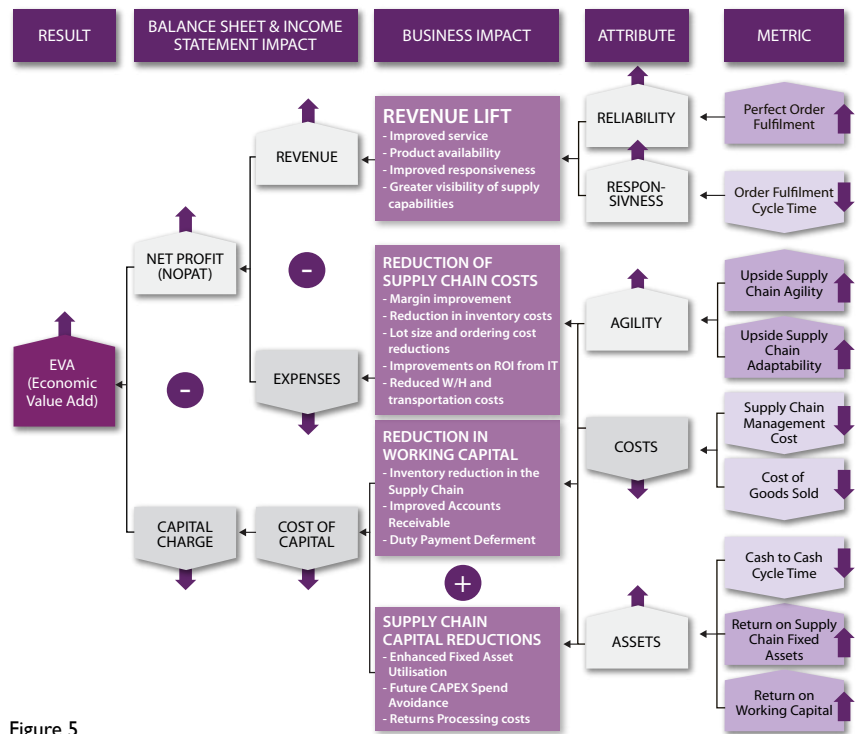 RESULT
BALANCE SHEET & INCOME
STATEMENT IMPACT
BUSINESS IMPACT
ATTRIBUTE
METRIC
EVA
(Economic
Value Add)
NET PROFIT
(NOPAT)
-
CAPITAL
CHARGE
REVENUE
-
EXPENSES
COST OF
CAPITAL
REVENUE LIFT
- Improved service
- Product availability
- Improved responsiveness
- Greater visibility of supply
capabilities
REDUCTION OF
SUPPLY CHAIN COSTS
- Margin improvement
- Reduction in inventory costs
- Lot size and ordering cost
reductions
- Improvements on ROI from IT
- Reduced W/H and
transportation costs
REDUCTION IN
WORKING CAPITAL
- Inventory reduction in the
Supply Chain
- Improved Accounts
Receivable
- Duty Payment Deferment
+
SUPPLY CHAIN
CAPITAL REDUCTIONS
- Enhanced Fixed Asset
Utilisation
- Future CAPEX Spend
Avoidance
- Returns Processing costs
RELIABILITY
RESPON-
SIVNESS
AGILITY
COSTS
ASSETS
Perfect Order
Fulfilment
Order Fulfilment
Cycle Time
Upside Supply
Chain Agility
Upside Supply
Chain
Adaptability
Supply Chain
Management
Cost
Cost of
Goods Sold
Cash to Cash
Cycle Time
Return on Supply
Chain Fixed
Assets
Return on
Working Capital
Figure 5